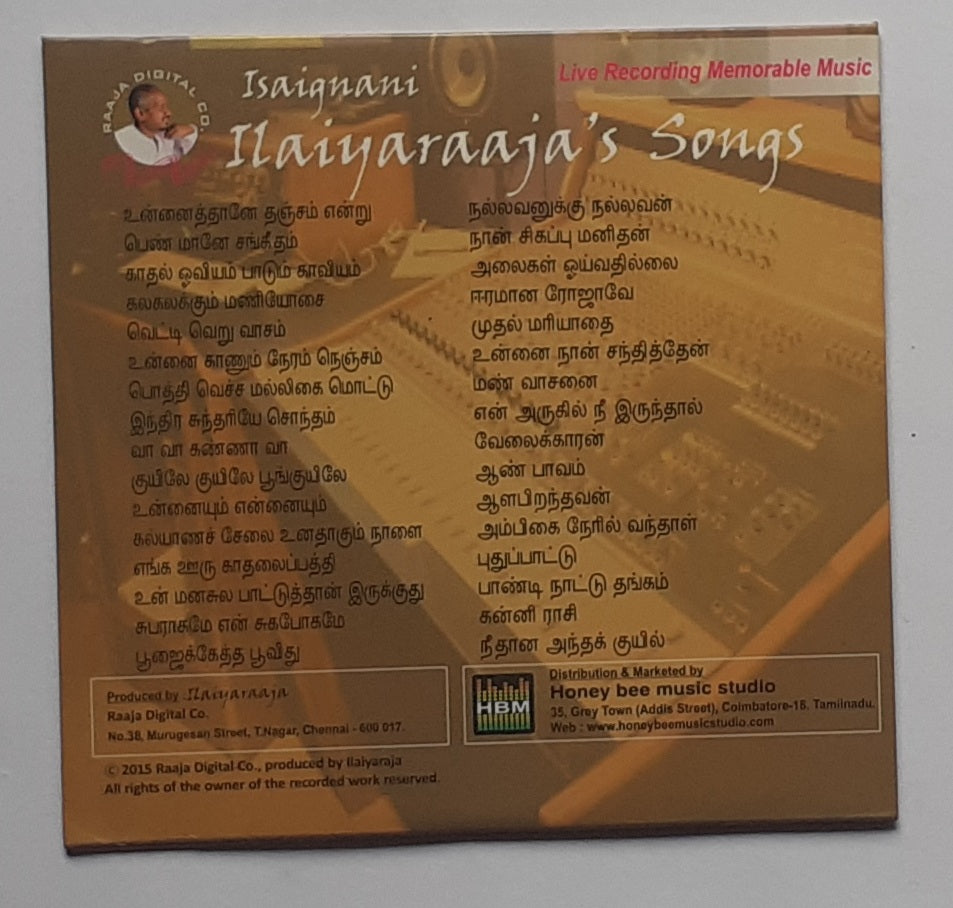 RAAJA DIGITAL CO.
Isaignani
Ilaiyaraaja's Songs
Live Recording Memorable Music
உன்னைத்தானே தஞ்சம் என்று
பெண் மானே சங்கீதம்
காதல் ஓவியம் பாடும் காவியம்
கலகலக்கும் மணியோசை
வெட்டி வெறு வாசம்
உன்னை காணும் நேரம் நெஞ்சம்
பொத்தி வெச்ச மல்லிகை மொட்டு
இந்திர சுந்தரியே சொந்தம்
வா வா கண்ணா வா
குயிலே குயிலே பூங்குயிலே
உன்னையும் என்னையும்
கல்யாணச் சேலை உனதாகும் நாளை
எங்க ஊரு காதலைப்பத்தி
உன் மனசுல பாட்டுத்தான் இருக்குது
சுபராகமே என் சுகபோகமே
பூஜைக்கேத்த பூவிது
நல்லவனுக்கு நல்லவன்
நான் சிகப்பு மனிதன்
அலைகள் ஓய்வதில்லை
ஈரமான ரோஜாவே
முதல் மரியாதை
உன்னை நான் சந்தித்தேன்
மண் வாசனை
என் அருகில் நீ இருந்தால்
வேலைக்காரன்
ஆண் பாவம்
ஆளபிறந்தவன்
அம்பிகை நேரில் வந்தாள்
புதுப்பாட்டு
பாண்டி நாட்டு தங்கம்
கன்னி ராசி
நீதான அந்தக் குயில்
Produced by Ilaiyaraaja
Raaja Digital Co.
No.38, Murugesan Street, T.Nagar, Chennai - 600 017.
HBM
Distribution & Marketed by
Honey bee music studio
35, Grey Town (Addis Street), Coimbatore-18. Tamilnadu.
Web : www.honeybeemusicstudio.com
© 2015 Raaja Digital Co., produced by Ilaiyaraja
All rights of the owner of the recorded work reserved.